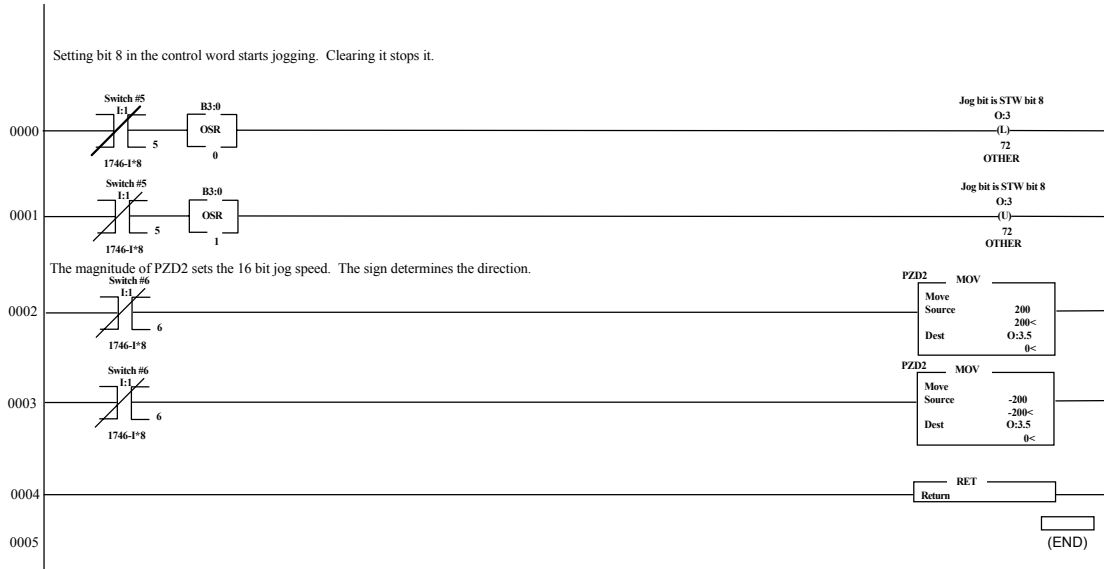 Setting bit 8 in the control word starts jogging. Clearing it stops it.
Switch #5
I:1
5
1746-I*8
B3:0
OSR
0
Jog bit is STW bit 8
O:3
(L)
72
OTHER
0000
Switch #5
I:1
5
1746-I*8
B3:0
OSR
1
Jog bit is STW bit 8
O:3
(U)
72
OTHER
0001
The magnitude of PZD2 sets the 16 bit jog speed. The sign determines the direction.
Switch #6
I:1
6
1746-I*8
PZD2 MOV
Move
Source 200
200<
Dest O:3.5
0<
0002
Switch #6
I:1
6
1746-I*8
PZD2 MOV
Move
Source -200
-200<
Dest O:3.5
0<
0003
0004
RET
Return
0005
(END)